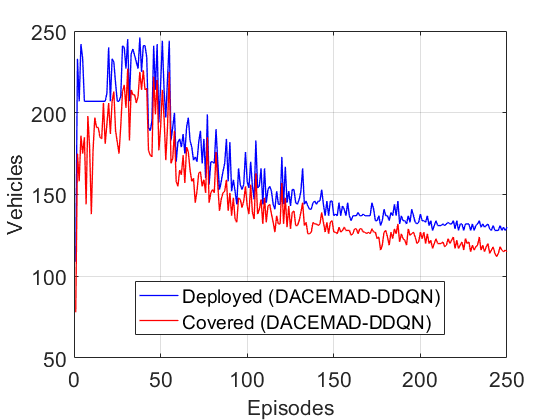 250
200
150
100
50
Vehicles
Deployed (DACEMAD-DDQN)
Covered (DACEMAD-DDQN)
0 50 100 150 200 250
Episodes